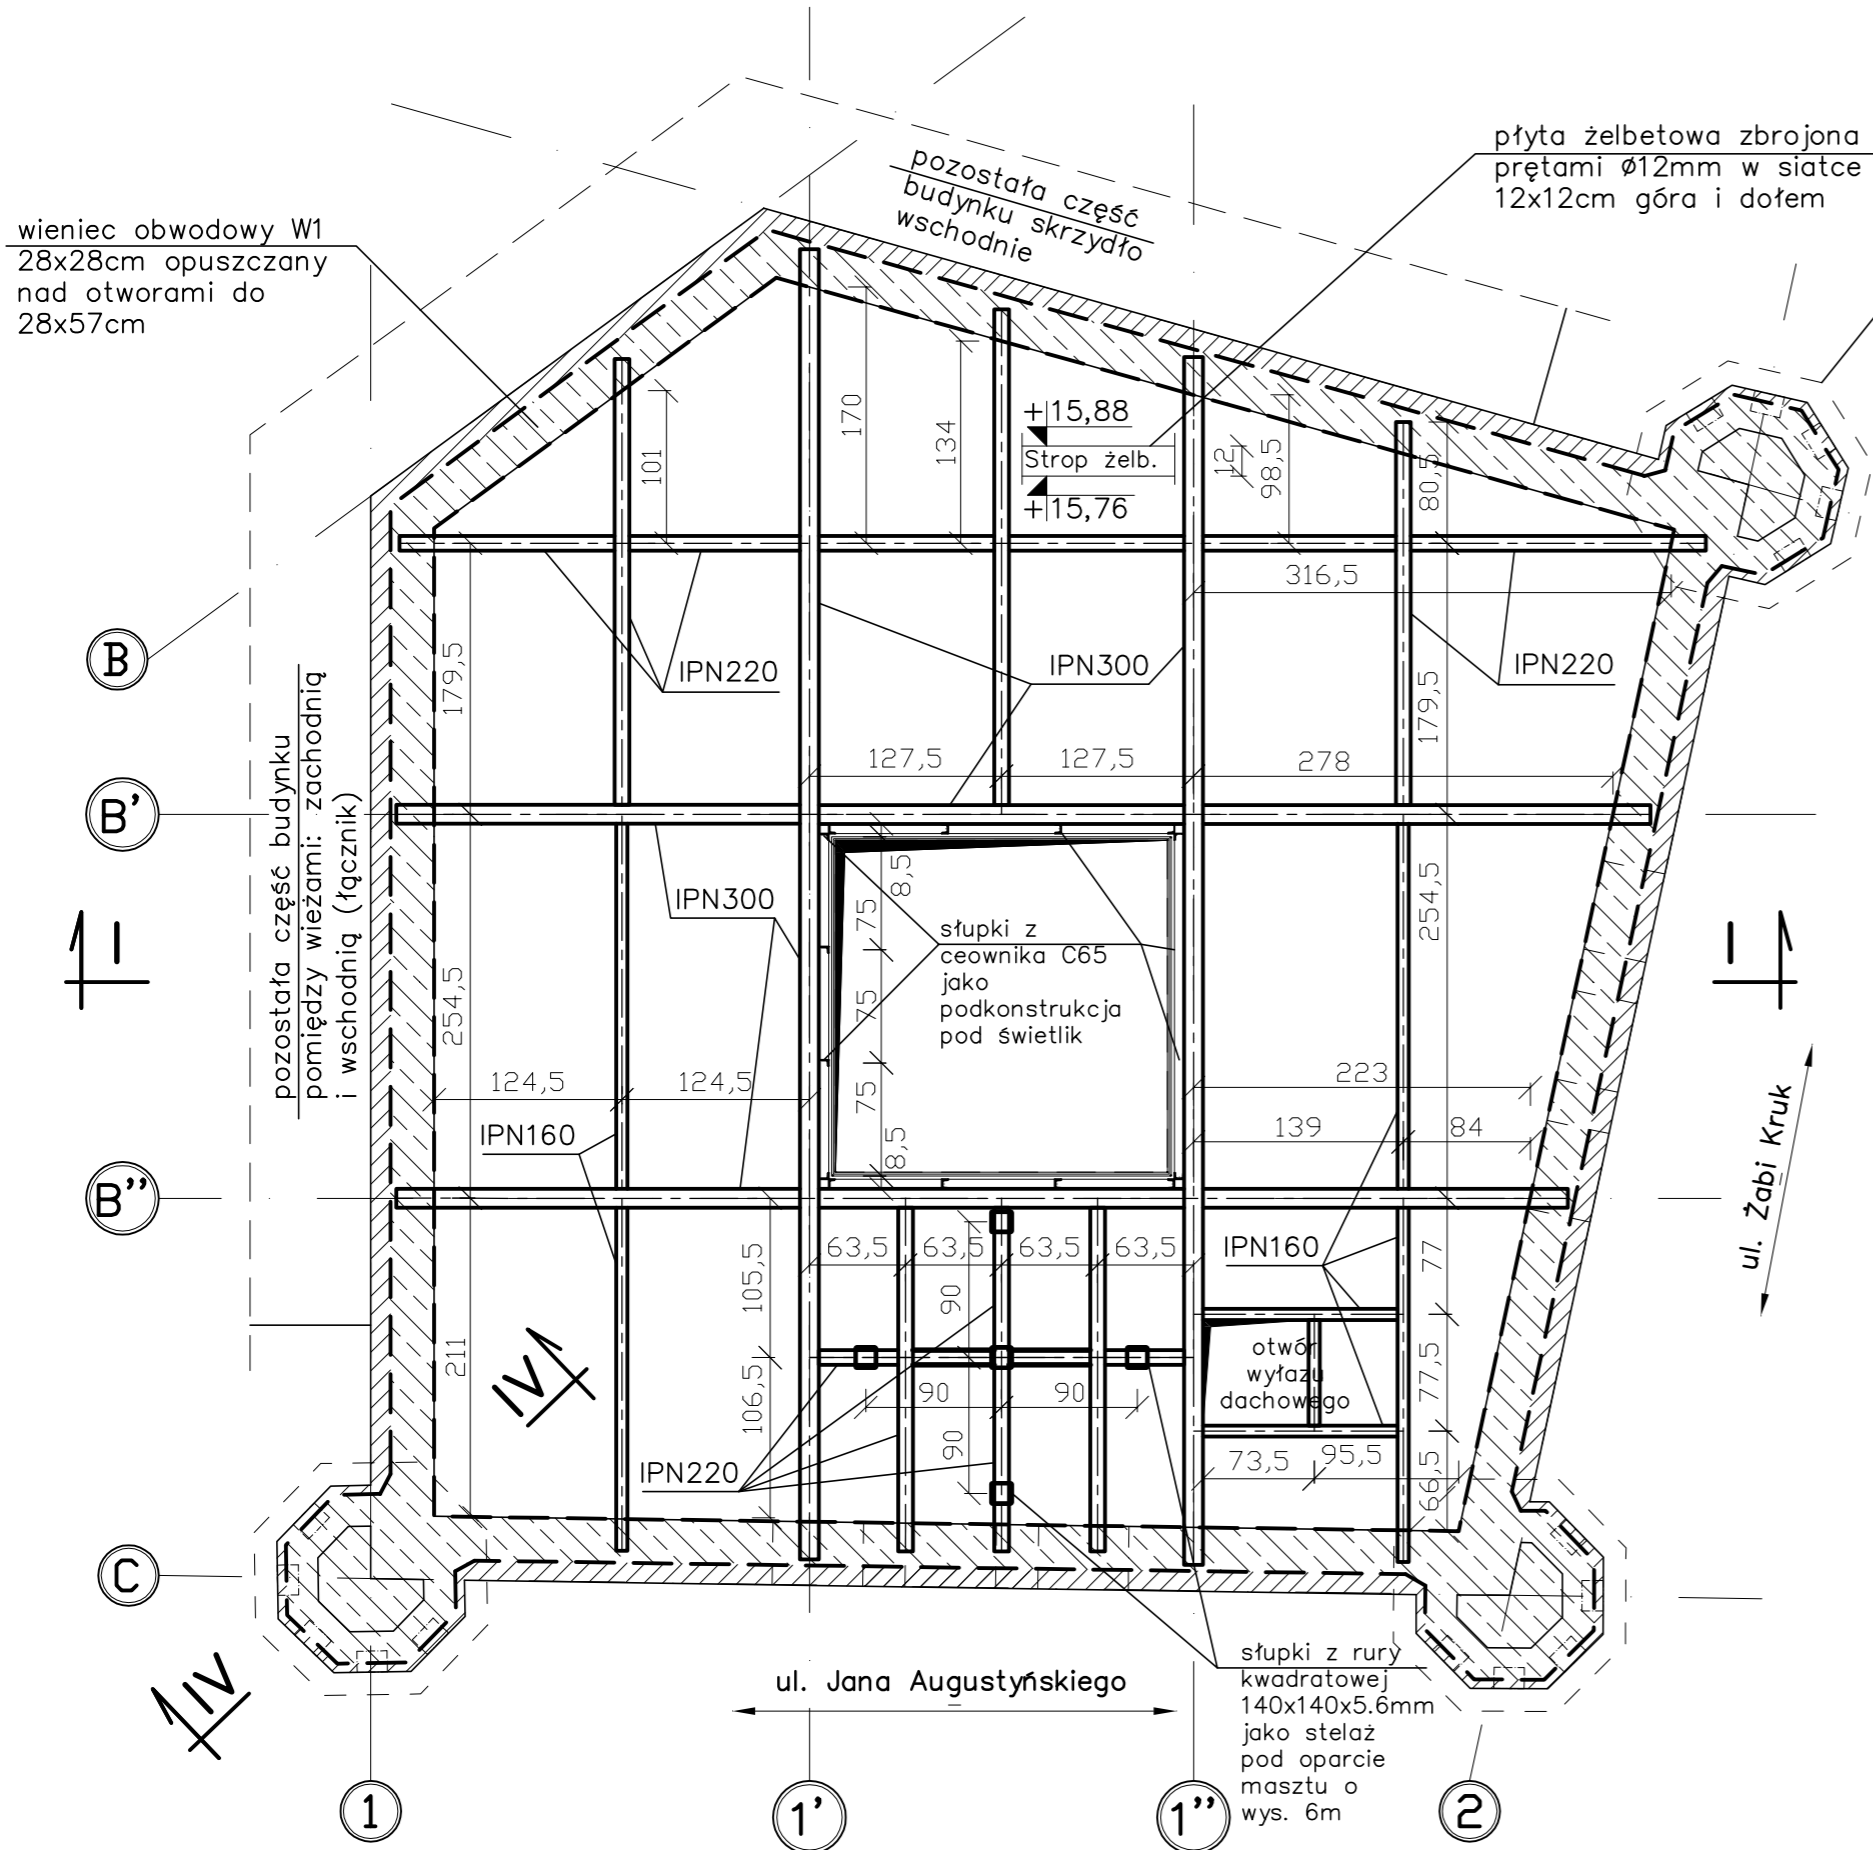 płyta żelbetowa zbrojona
prętami Ø12mm w siatce
12x12cm góra i dołem
pozostała część
budynku skrzydło
wschodnie
wieniec obwodowy W1
28x28cm opuszczany
nad otworami do
28x57cm
170
134
101
+15,88
Strop żelb.
+15,76
12
98,5
80,5
316,5
B
179,5
IPN220
IPN300
IPN220
179,5
pozostała część budynku
pomiędzy wieżami: zachodnią
i wschodnią (łącznik)
127,5
127,5
278
B'
8,5
IPN300
75
254,5
słupki z
ceownika C65
jako
podkonstrukcja
pod świetlik
I
I
254,5
75
124,5
124,5
75
223
IPN160
139
84
8,5
ul. Żabi Kruk
B''
63,5
63,5
63,5
63,5
IPN160
77
105,5
90
211
otwór
wyłazu
dachowego
77,5
IV
106,5
90
90
90
IPN220
73,5
95,5
66,5
C
IV
ul. Jana Augustyńskiego
słupki z rury
kwadratowej
140x140x5.6mm
jako stelaż
pod oparcie
masztu o
wys. 6m
1
1'
1''
2